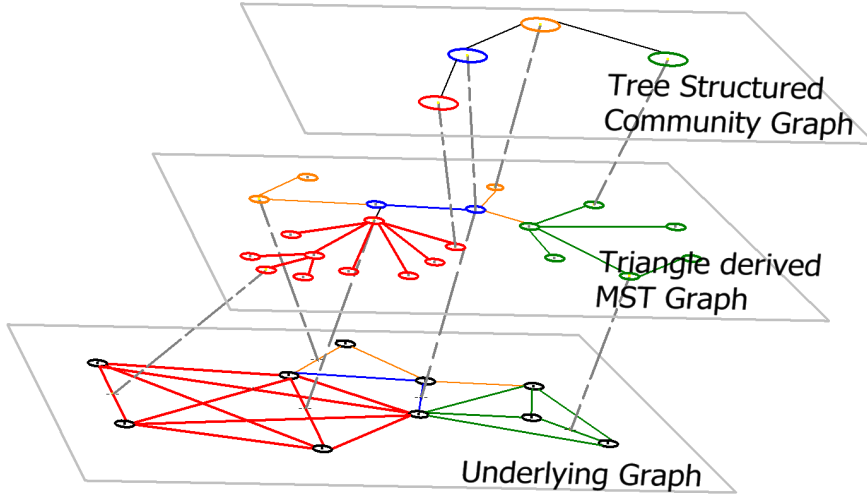 Tree Structured
Community Graph
Triangle derived
MST Graph
Underlying Graph